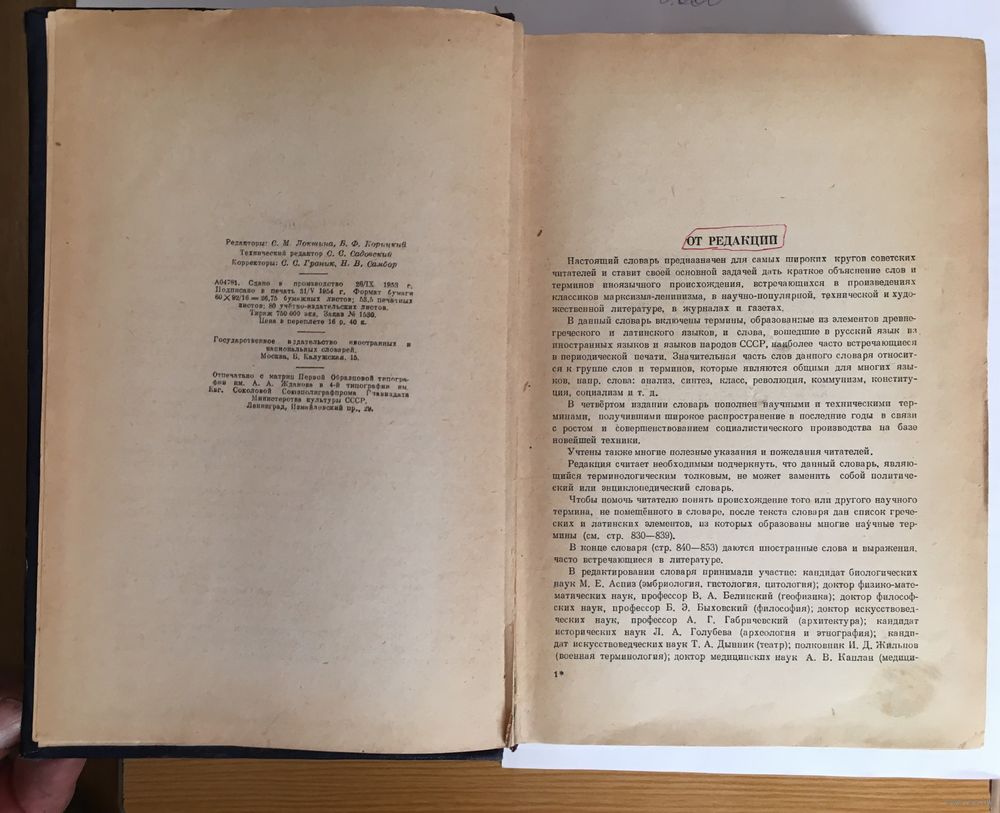 Редакторы: С. М. Локшина, Б. Ф. Корицкий
Технический редактор С. С. Садовский
Корректоры: С. С. Граник, Н. В. Самбор
А04781. Сдано в производство 26/IX. 1953 г.
Подписано в печать 31/V 1954 г. Формат бумаги
60×92/16=26,75 бумажных листов; 53,5 печатных
листов; 80 учётно-издательских листов.
Тираж 750 000 экз. Заказ № 1530.
Цена в переплете 16 р. 40 к.
Государственное издательство иностранных и
национальных словарей.
Москва, Б. Калужская, 15.
Отпечатано с матриц Первой Образцовой типогра-
фии им. А. А. Жданова в 4-й типографии им.
Евг. Соколовой Союзполиграфпрома Главиздата
Министерства культуры СССР.
Ленинград, Измайловский пр., 29.
ОТ РЕДАКЦИИ
Настоящий словарь предназначен для самых широких кругов советских
читателей и ставит своей основной задачей дать краткое объяснение слов и
терминов иноязычного происхождения, встречающихся в произведениях
классиков марксизма-ленинизма, в научно-популярной, технической и худо-
жественной литературе, в журналах и газетах.
В данный словарь включены термины, образованные из элементов древне-
греческого и латинского языков, и слова, вошедшие в русский язык из
иностранных языков и языков народов СССР, наиболее часто встречающиеся
в периодической печати. Значительная часть слов данного словаря относит-
ся к группе слов и терминов, которые являются общими для многих язы-
ков, напр. слова: анализ, синтез, класс, революция, коммунизм, конститу-
ция, социализм и т. д.
В четвёртом издании словарь пополнен научными и техническими тер-
минами, получившими широкое распространение в последние годы в связи
с ростом и совершенствованием социалистического производства на базе
новейшей техники.
Учтены также многие полезные указания и пожелания читателей.
Редакция считает необходимым подчеркнуть, что данный словарь, являю-
щийся терминологическим толковым, не может заменить собой политиче-
ский или энциклопедический словарь.
Чтобы помочь читателю понять происхождение того или другого научного
термина, не помещённого в словаре, после текста словаря дан список грече-
ских и латинских элементов, из которых образованы многие научные тер-
мины (см. стр. 830—839).
В конце словаря (стр. 840—853) даются иностранные слова и выражения,
часто встречающиеся в литературе.
В редактировании словаря принимали участие: кандидат биологических
наук М. Е. Аспиз (эмбриология, гистология, цитология); доктор физико-мате-
матических наук, профессор В. А. Белинский (геофизика); доктор философ-
ских наук, профессор Б. Э. Быховский (философия); доктор искусствовед-
ческих наук, профессор А. Г. Габричевский (архитектура); кандидат
исторических наук Л. А. Голубева (археология и этнография); канди-
дат искусствоведческих наук Т. А. Дынник (театр); полковник И. Д. Жильцов
(военная терминология); доктор медицинских наук А. В. Каплан (медици-
1*